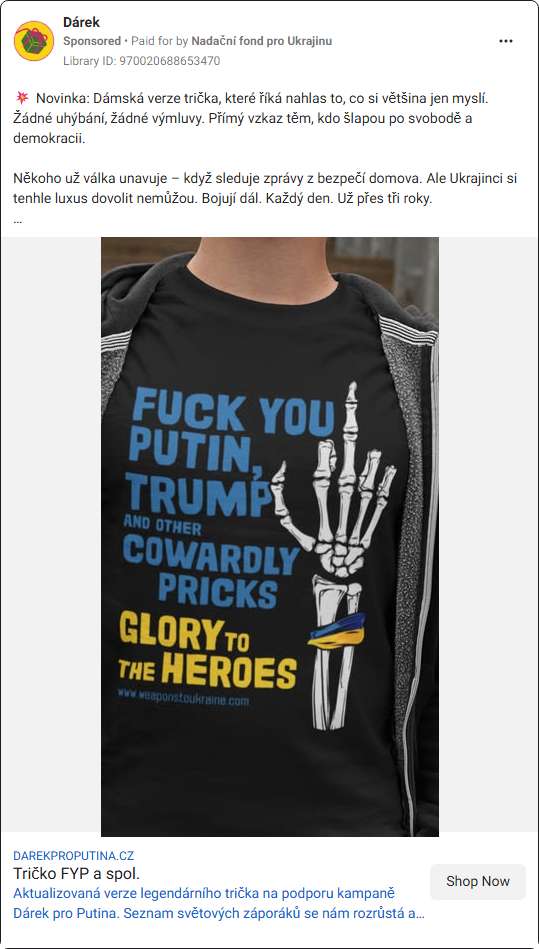 Dárek
Sponsored • Paid for by Nadační fond pro Ukrajinu
Library ID: 970020688653470
💥 Novinka: Dámská verze trička, které říká nahlas to, co si většina jen myslí.
Žádné uhýbání, žádné výmluvy. Přímý vzkaz těm, kdo šlapou po svobodě a
demokracii.
Někoho už válka unavuje – když sleduje zprávy z bezpečí domova. Ale Ukrajinci si
tenhle luxus dovolit nemůžou. Bojují dál. Každý den. Už přes tři roky.
...
FUCK YOU
PUTIN,
TRUMP
AND OTHER
COWARDLY
PRICKS
GLORY TO
THE HEROES
www.weaponstoukraine.com
DAREKPROPUTINA.CZ
Tričko FYP a spol.
Aktualizovaná verze legendárního trička na podporu kampaně
Dárek pro Putina. Seznam světových záporáků se nám rozrůstá a...
Shop Now